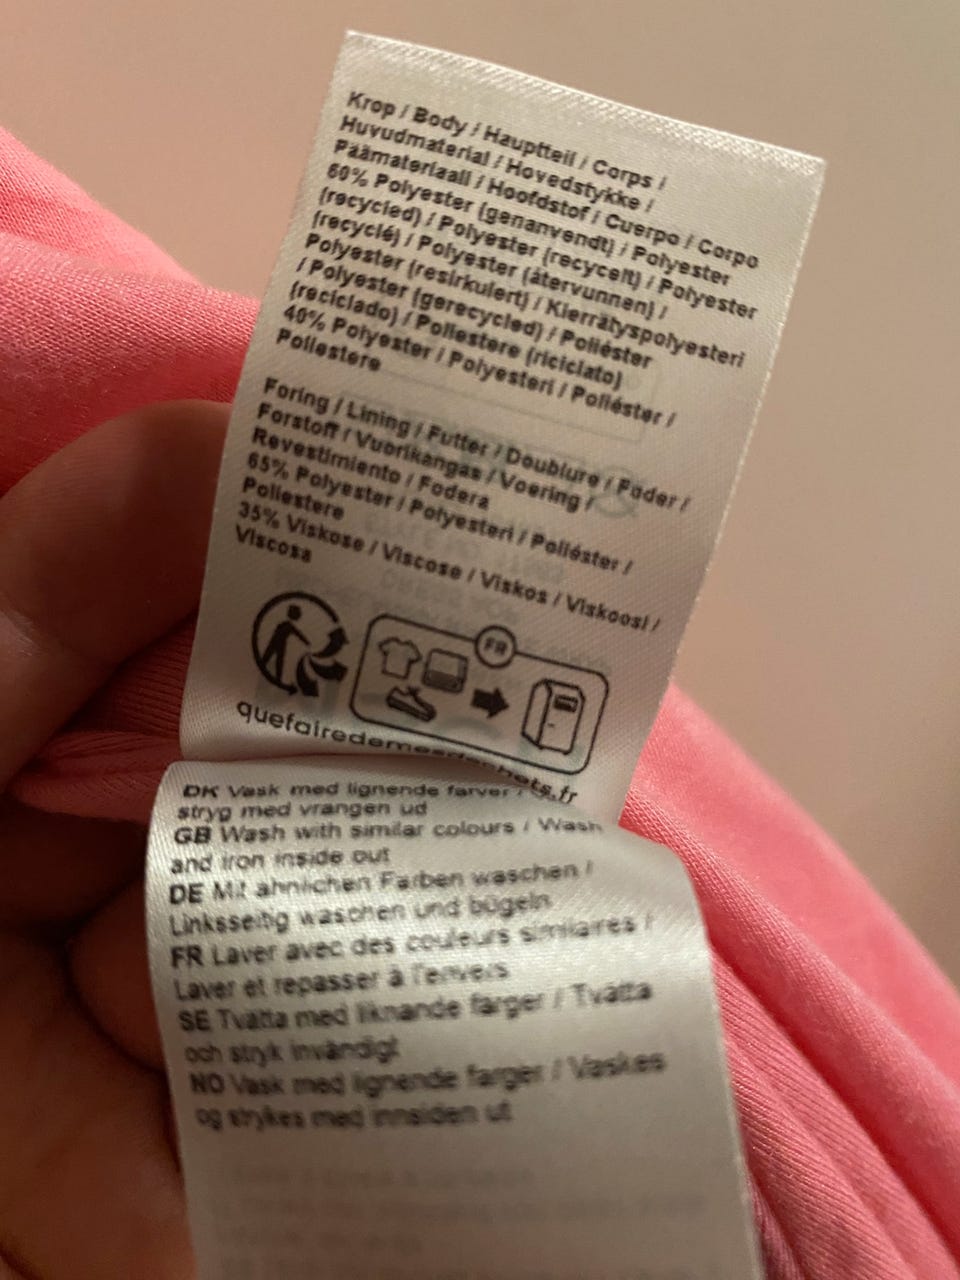 Krop / Body / Hauptteil / Corps /
Huvudmaterial / Hovedstykke /
Päämateriaali / Hoofdstof / Cuerpo / Corpo
60% Polyester (genanvendt) / Polyester
(recycled) / Polyester (recycelt) / Polyester
(recyclé) / Polyester (återvunnen) /
Polyester (resirkulert) / Kierrätyspolyesteri
/ Polyester (gerecycled) / Poliéster
(reciclado) / Poliestere (riciclato)
40% Polyester / Polyesteri / Poliéster /
Poliestere
Foring / Lining / Futter / Doublure / Foder /
Forstoff / Vuorikangas / Voering /
Revestimiento / Fodera
65% Polyester / Polyesteri / Poliéster /
Poliestere
35% Viskose / Viscose / Viskos / Viskoosi /
Viscosa
FR
quefairedemesdechets.fr
DK Vask med lignende farver /
stryg med vrangen ud
GB Wash with similar colours / Wash
and iron inside out
DE Mit ähnlichen Farben waschen /
Linksseitig waschen und bügeln
FR Laver avec des couleurs similaires /
Laver et repasser à l'envers
SE Tvätta med liknande färger / Tvätta
och stryk invändigt
NO Vask med lignende farger / Vaskes
og strykes med innsiden ut